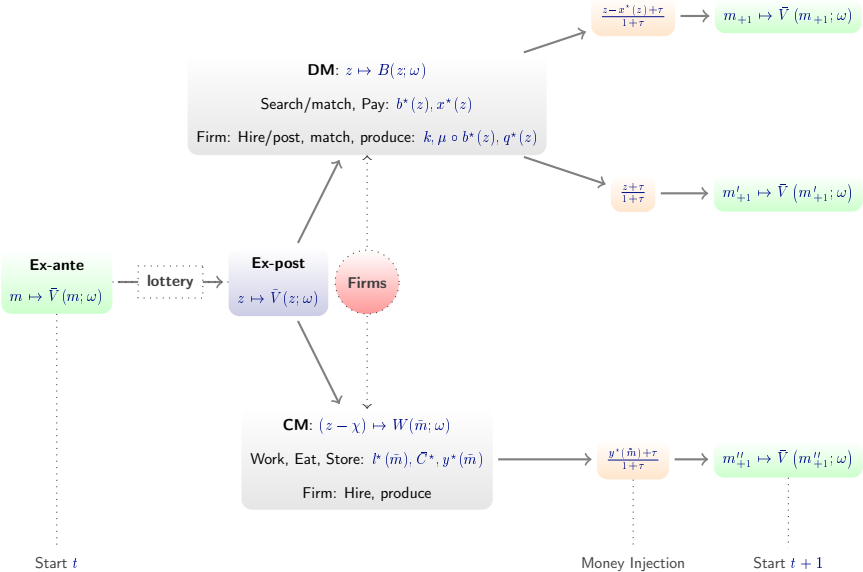 z−x⋆(z)+τ / 1+τ
m₊₁ ↦ V̄ (m₊₁; ω)
DM: z ↦ B(z; ω)
Search/match, Pay: b⋆(z), x⋆(z)
Firm: Hire/post, match, produce: k, μ ∘ b⋆(z), q⋆(z)
z+τ / 1+τ
m′₊₁ ↦ V̄ (m′₊₁; ω)
Ex-ante
m ↦ V̄ (m; ω)
lottery
Ex-post
z ↦ Ṽ(z; ω)
Firms
CM: (z − χ) ↦ W(m̃; ω)
Work, Eat, Store: l⋆(m̃), C̄⋆, y⋆(m̃)
Firm: Hire, produce
y⋆(m̃)+τ / 1+τ
m″₊₁ ↦ V̄ (m″₊₁; ω)
Start t
Money Injection
Start t + 1